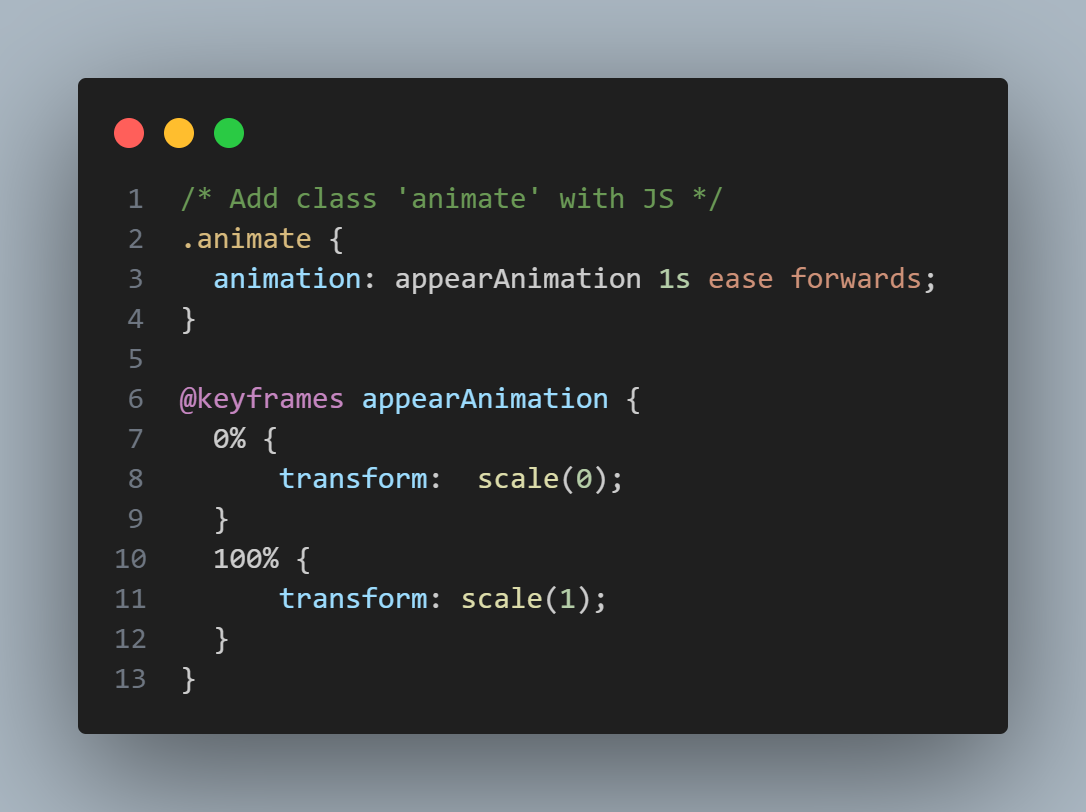 1 /* Add class 'animate' with JS */
2 .animate {
3   animation: appearAnimation 1s ease forwards;
4 }
5
6 @keyframes appearAnimation {
7   0% {
8       transform:  scale(0);
9   }
10   100% {
11       transform: scale(1);
12   }
13 }